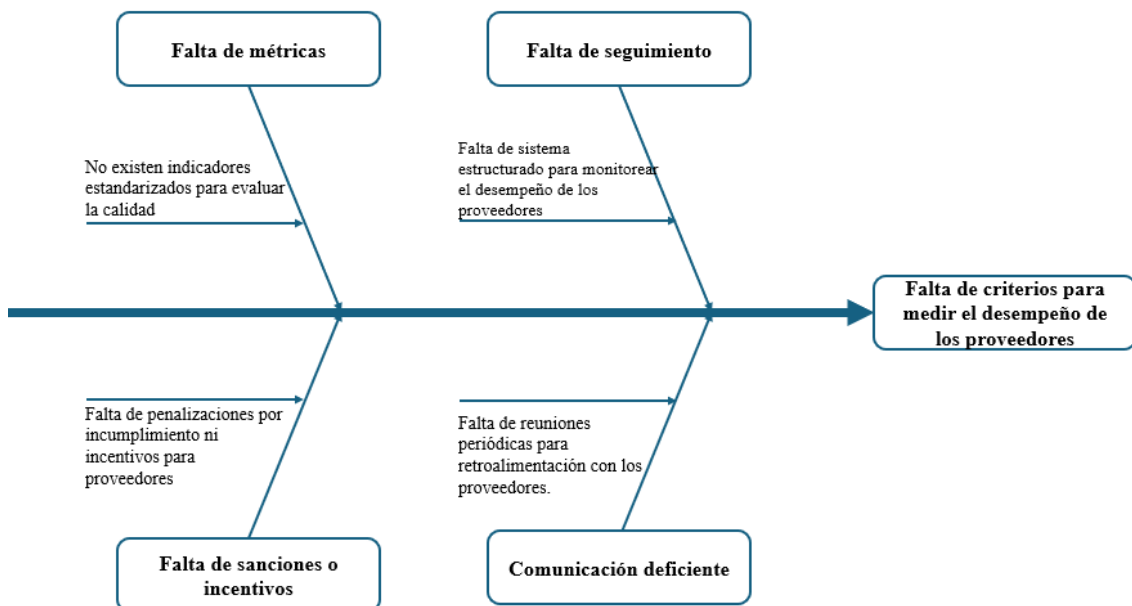 Falta de métricas
Falta de seguimiento
No existen indicadores
estandarizados para evaluar
la calidad
Falta de sistema
estructurado para monitorear
el desempeño de los
proveedores
Falta de criterios para
medir el desempeño de
los proveedores
Falta de penalizaciones por
incumplimiento ni
incentivos para
proveedores
Falta de reuniones
periódicas para
retroalimentación con los
proveedores.
Falta de sanciones o
incentivos
Comunicación deficiente